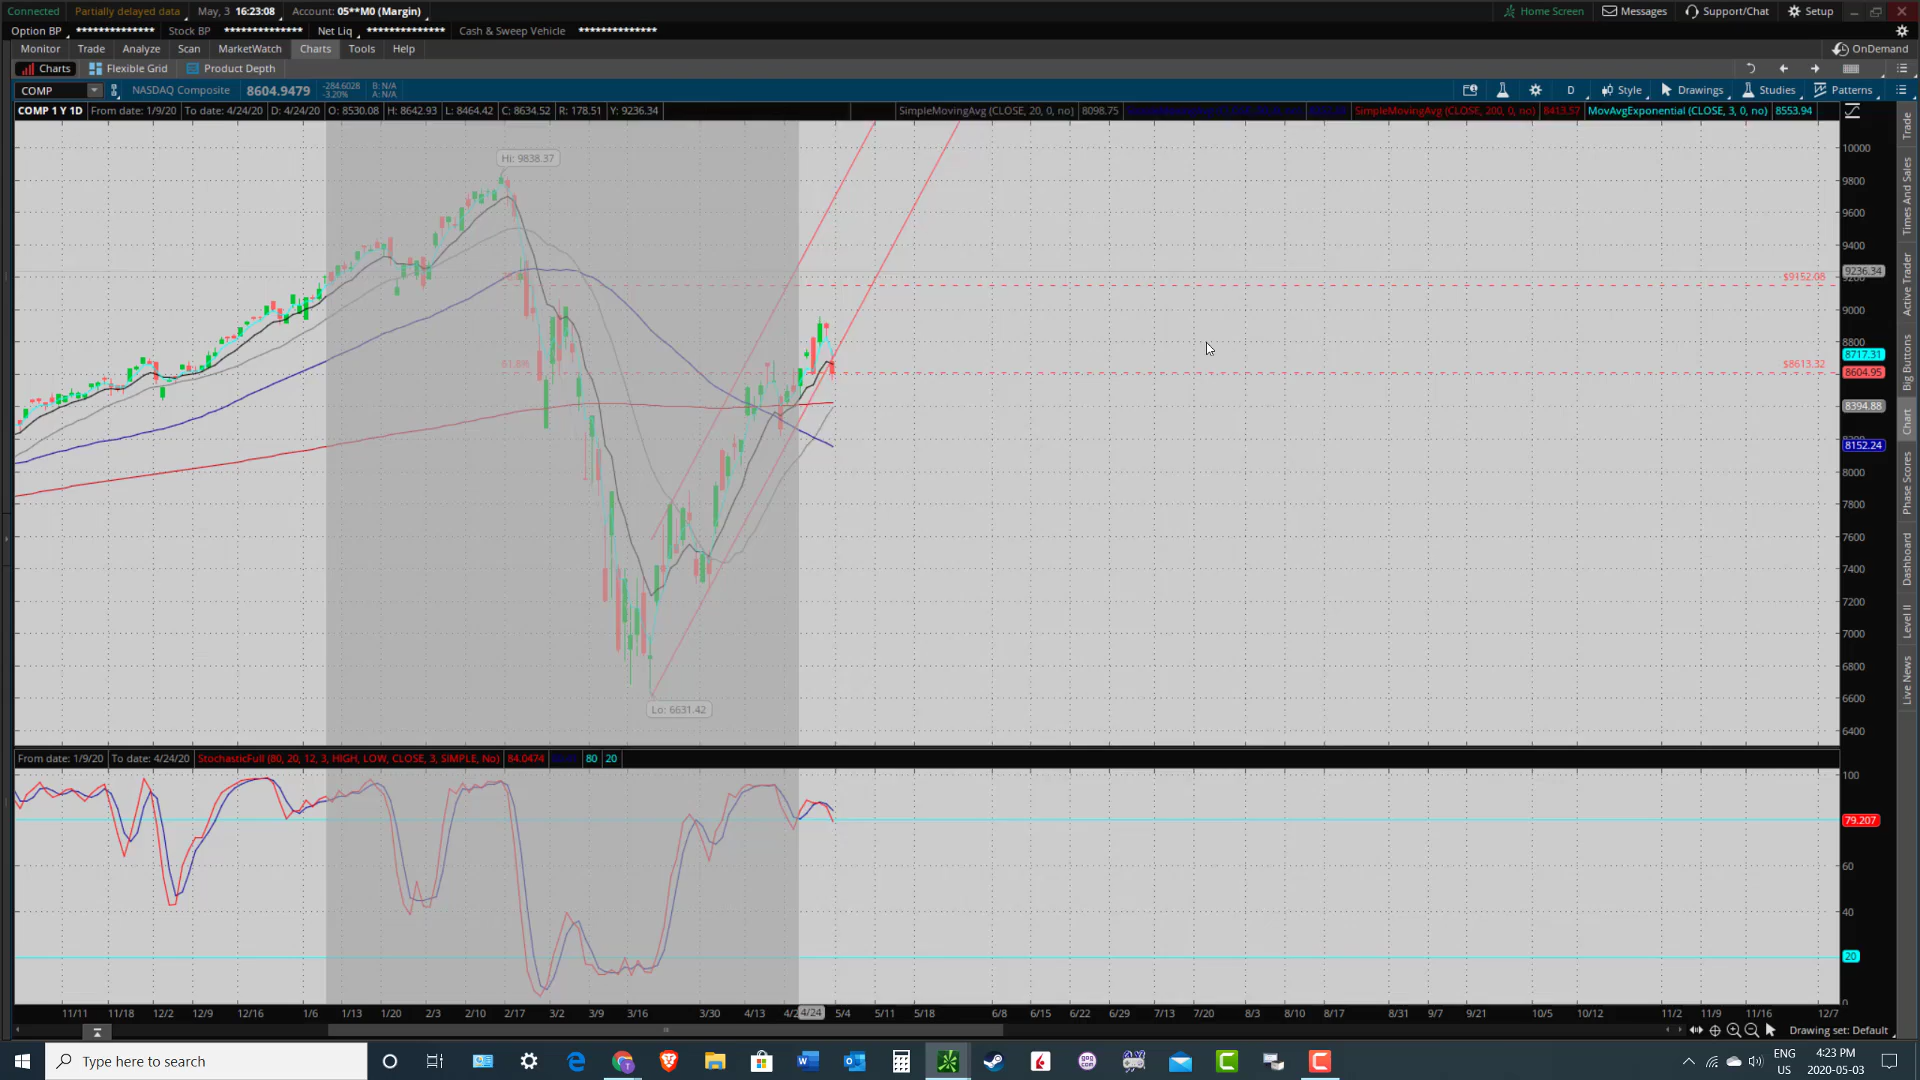 Connected Partially delayed data May, 3 16:23:08 Account: 05**M0 (Margin) Home Screen Messages Support/Chat Setup
Option BP ************** Stock BP ************** Net Liq ************** Cash & Sweep Vehicle **************
Monitor Trade Analyze Scan MarketWatch Charts Tools Help OnDemand
Charts Flexible Grid Product Depth
COMP NASDAQ Composite 8604.9479 -284.6028 -3.20% B: N/A A: N/A D Style Drawings Studies Patterns
COMP 1 Y 1D From date: 1/9/20 To date: 4/24/20 D: 4/24/20 O: 8530.08 H: 8642.93 L: 8464.42 C: 8634.52 R: 178.51 Y: 9236.34 SimpleMovingAvg (CLOSE, 20, 0, no) 8098.75 SimpleMovingAvg (CLOSE, 200, 0, no) 8413.57 MovAvgExponential (CLOSE, 3, 0, no) 8553.94
Hi: 9838.37
61.8%
Lo: 6631.42
$9152.08
$8613.32
10000
9800
9600
9400
9236.34
9000
8800
8717.31
8604.95
8394.88
8152.24
8000
7800
7600
7400
7200
7000
6800
6600
6400
Trade
Times And Sales
Active Trader
Big Buttons
Chart
Phase Scores
Dashboard
Level II
Live News
From date: 1/9/20 To date: 4/24/20 StochasticFull (80, 20, 12, 3, HIGH, LOW, CLOSE, 3, SIMPLE, No) 84.0474 80 20
100
79.207
60
40
20
0
11/11 11/18 12/2 12/9 12/16 1/6 1/13 1/20 2/3 2/10 2/17 3/2 3/9 3/16 3/30 4/13 4/24 5/4 5/11 5/18 6/8 6/15 6/22 6/29 7/13 7/20 8/3 8/10 8/17 8/31 9/7 9/14 9/21 10/5 10/12 11/2 11/9 11/16 12/7
Drawing set: Default
Type here to search
ENG
US
4:23 PM
2020-05-03